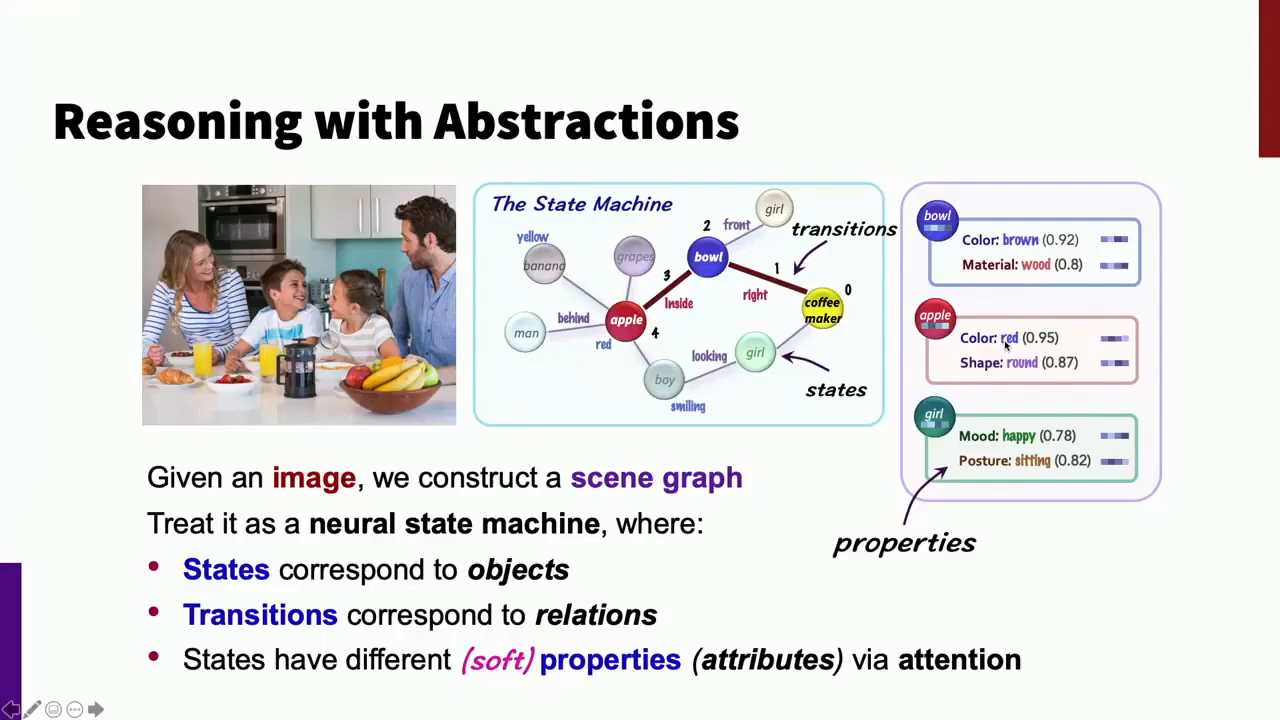 Reasoning with Abstractions
The State Machine
girl
2
front
transitions
yellow
banana
grapes
bowl
1
3
Inside
right
0
coffee
maker
behind
man
apple
4
red
looking
girl
boy
smiling
states
bowl
Color: brown (0.92)
Material: wood (0.8)
apple
Color: red (0.95)
Shape: round (0.87)
girl
Mood: happy (0.78)
Posture: sitting (0.82)
properties
Given an image, we construct a scene graph
Treat it as a neural state machine, where:
• States correspond to objects
• Transitions correspond to relations
• States have different (soft) properties (attributes) via attention